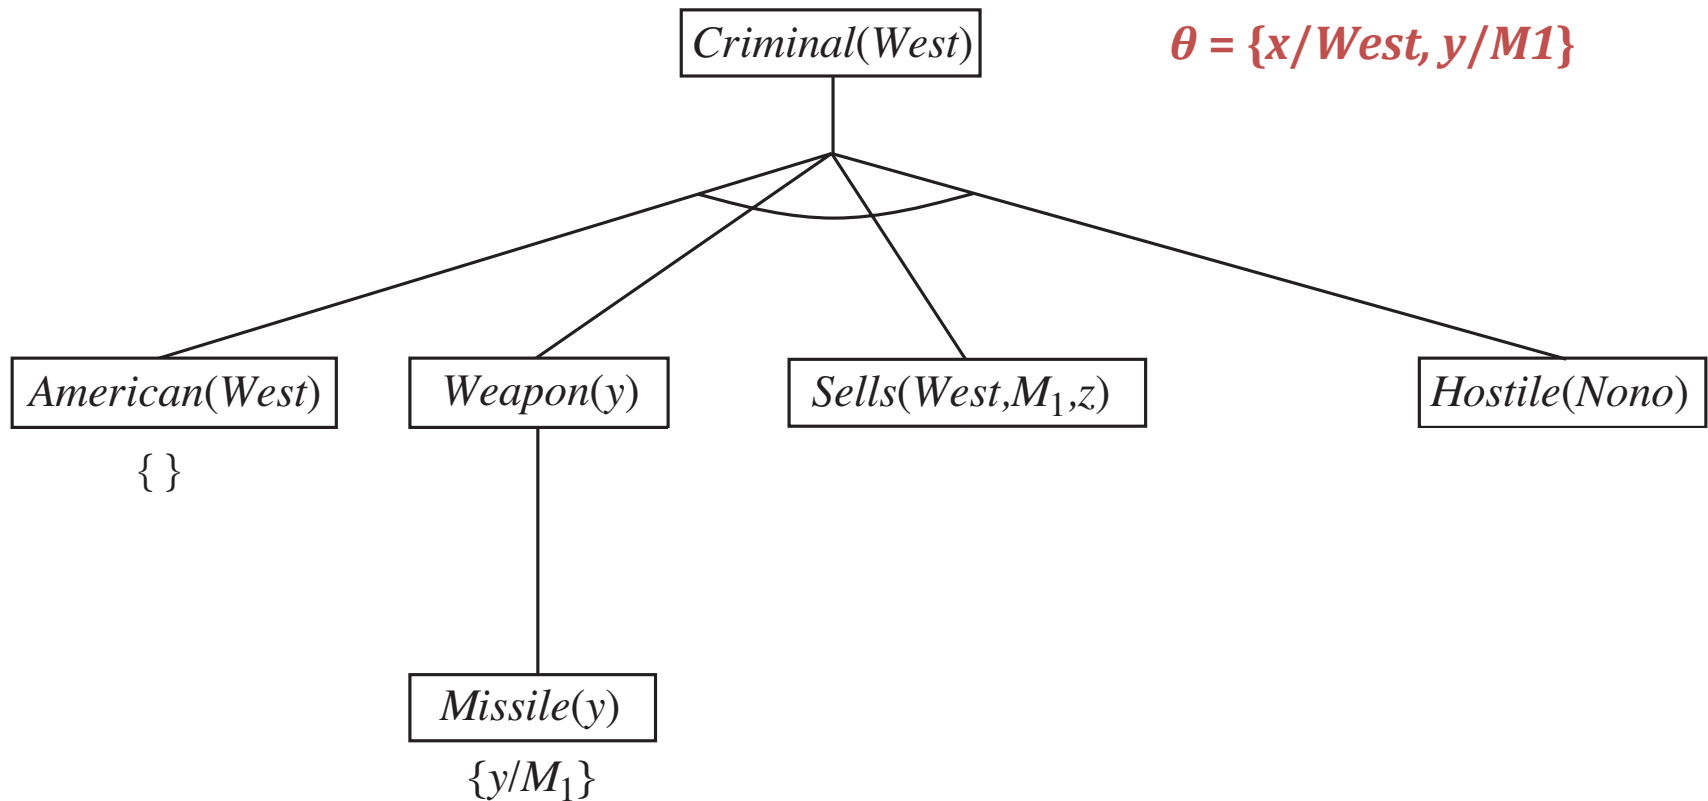 Criminal(West)
θ = {x/West, y/M1}
American(West)
Weapon(y)
Sells(West,M₁,z)
Hostile(Nono)
{ }
Missile(y)
{y/M₁}